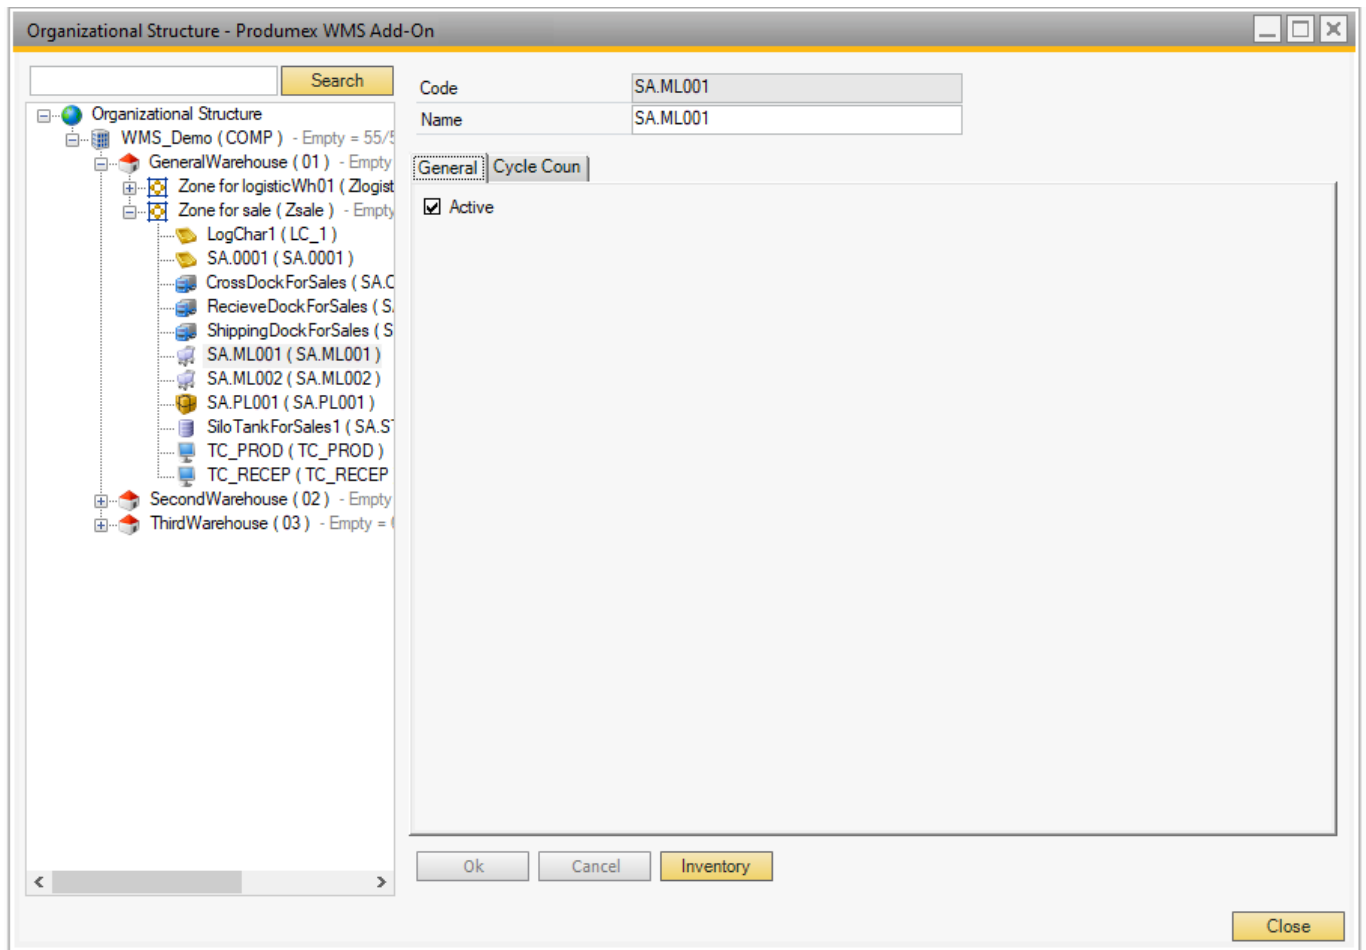 Organizational Structure - Produmex WMS Add-On
Search
Organizational Structure
WMS_Demo ( COMP ) - Empty = 55/
GeneralWarehouse ( 01 ) - Empty
Zone for logisticWh01 ( Zlogist
Zone for sale ( Zsale ) - Empty
LogChar1 ( LC_1 )
SA.0001 ( SA.0001 )
CrossDockForSales ( SA.C
RecieveDockForSales ( S
ShippingDockForSales ( S
SA.ML001 ( SA.ML001 )
SA.ML002 ( SA.ML002 )
SA.PL001 ( SA.PL001 )
SiloTankForSales1 ( SA.S
TC_PROD ( TC_PROD )
TC_RECEP ( TC_RECEP
SecondWarehouse ( 02 ) - Empty
ThirdWarehouse ( 03 ) - Empty =
Code SA.ML001
Name SA.ML001
General Cycle Coun
Active
Ok Cancel Inventory
Close